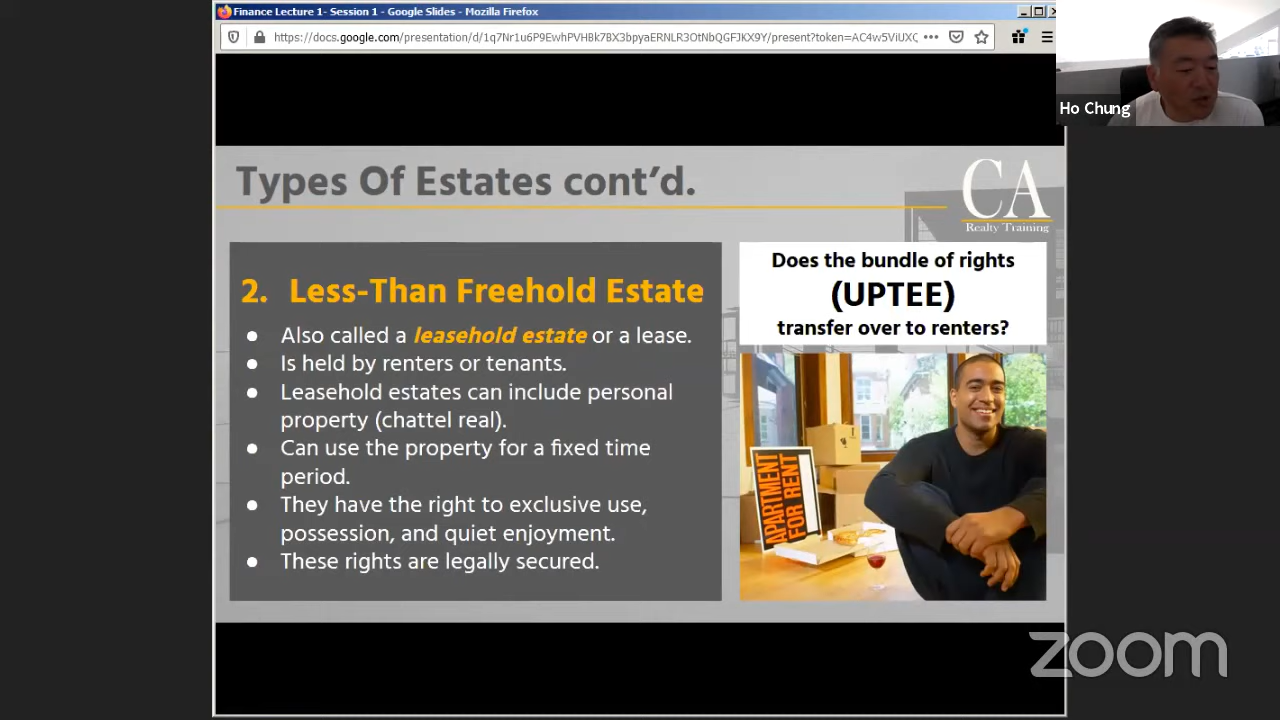 Finance Lecture 1- Session 1 - Google Slides - Mozilla Firefox
https://docs.google.com/presentation/d/1q7Nr1u6P9EwhPVHBk7BX3bpyaERNLR3OtNbQGFJKX9Y/present?token=AC4w5ViUXC
Ho Chung
Types Of Estates cont’d.
CA
Realty Training
2. Less-Than Freehold Estate
● Also called a leasehold estate or a lease.
● Is held by renters or tenants.
● Leasehold estates can include personal
property (chattel real).
● Can use the property for a fixed time
period.
● They have the right to exclusive use,
possession, and quiet enjoyment.
● These rights are legally secured.
Does the bundle of rights
(UPTEE)
transfer over to renters?
APARTMENT
FOR RENT
zoom